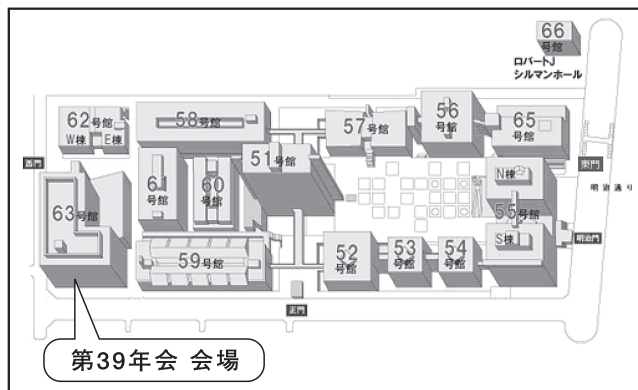 66
号館
ロバートJ
シルマンホール
62号館
W棟 E棟
58号館
57号館
56
号館
65
号館
51号館
西門
61
号館
60
号館
N棟
東門
明治通り
63号館
55号館
59号館
52
号館
53
号館
54
号館
S棟
明治門
正門
第39年会 会場